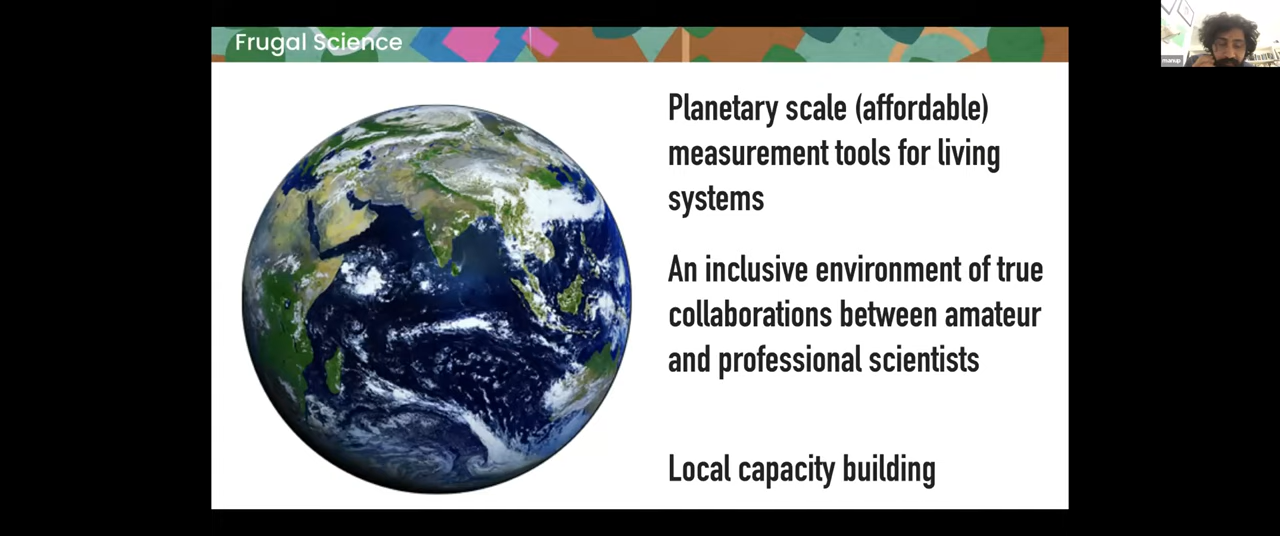 Frugal Science
Planetary scale (affordable)
measurement tools for living
systems
An inclusive environment of true
collaborations between amateur
and professional scientists
Local capacity building
manup